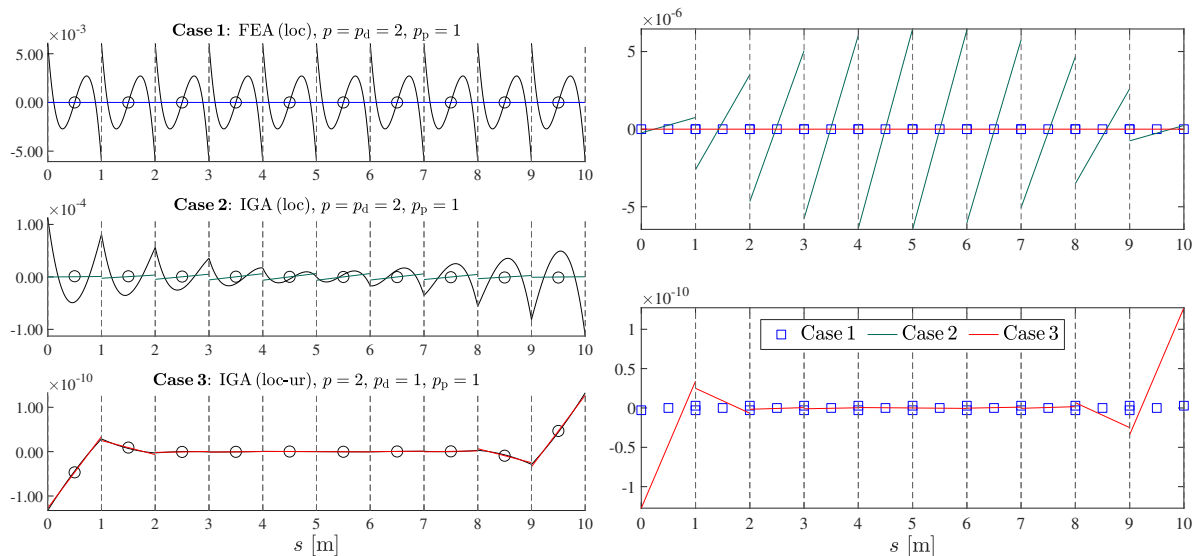 ×10⁻³
Case 1: FEA (loc), p = p_d = 2, p_p = 1
5.00
0.00
-5.00
0 1 2 3 4 5 6 7 8 9 10
×10⁻⁴
Case 2: IGA (loc), p = p_d = 2, p_p = 1
1.00
0.00
-1.00
0 1 2 3 4 5 6 7 8 9 10
×10⁻¹⁰
Case 3: IGA (loc-ur), p = 2, p_d = 1, p_p = 1
1.00
0.00
-1.00
0 1 2 3 4 5 6 7 8 9 10
s [m]
×10⁻⁶
5
0
-5
0 1 2 3 4 5 6 7 8 9 10
×10⁻¹⁰
1
Case 1 Case 2 Case 3
0.5
0
-0.5
-1
0 1 2 3 4 5 6 7 8 9 10
s [m]